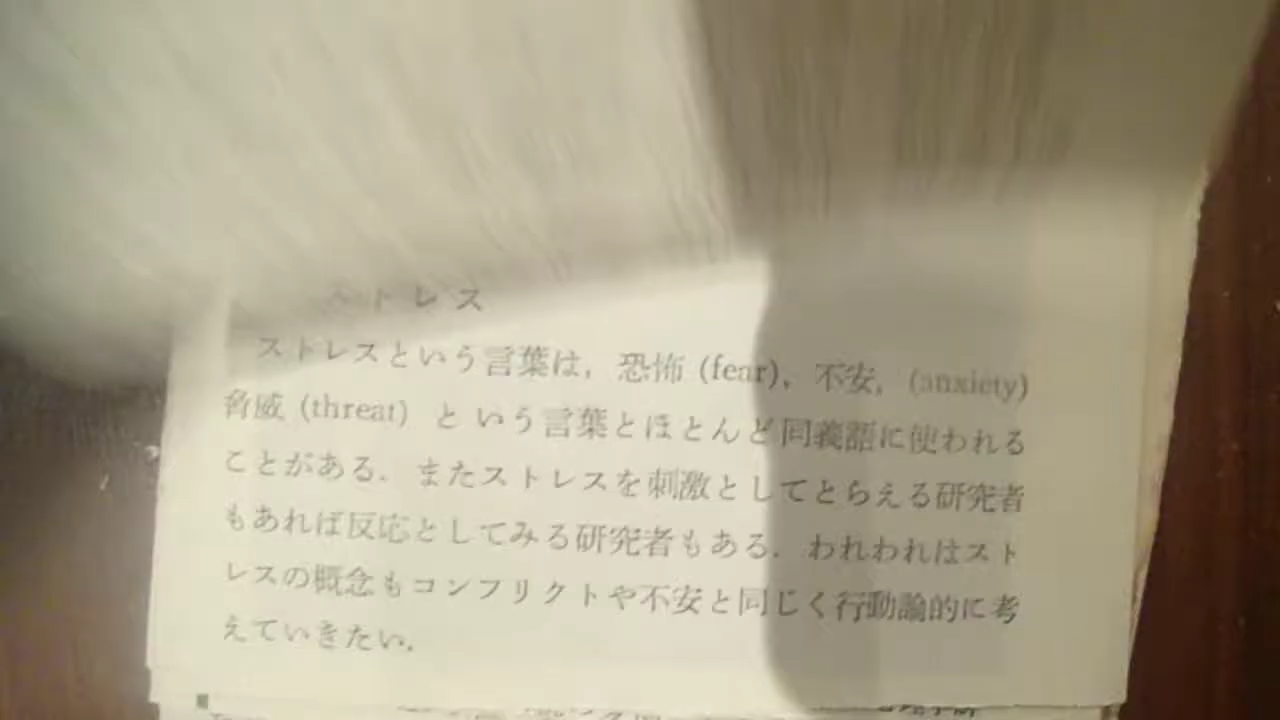 トレス
ストレスという言葉は，恐怖 (fear)，不安，(anxiety)
脅威 (threat) という言葉とほとんど同義語に使われる
ことがある．またストレスを刺激としてとらえる研究者
もあれば反応としてみる研究者もある．われわれはスト
レスの概念もコンフリクトや不安と同じく行動論的に考
えていきたい．